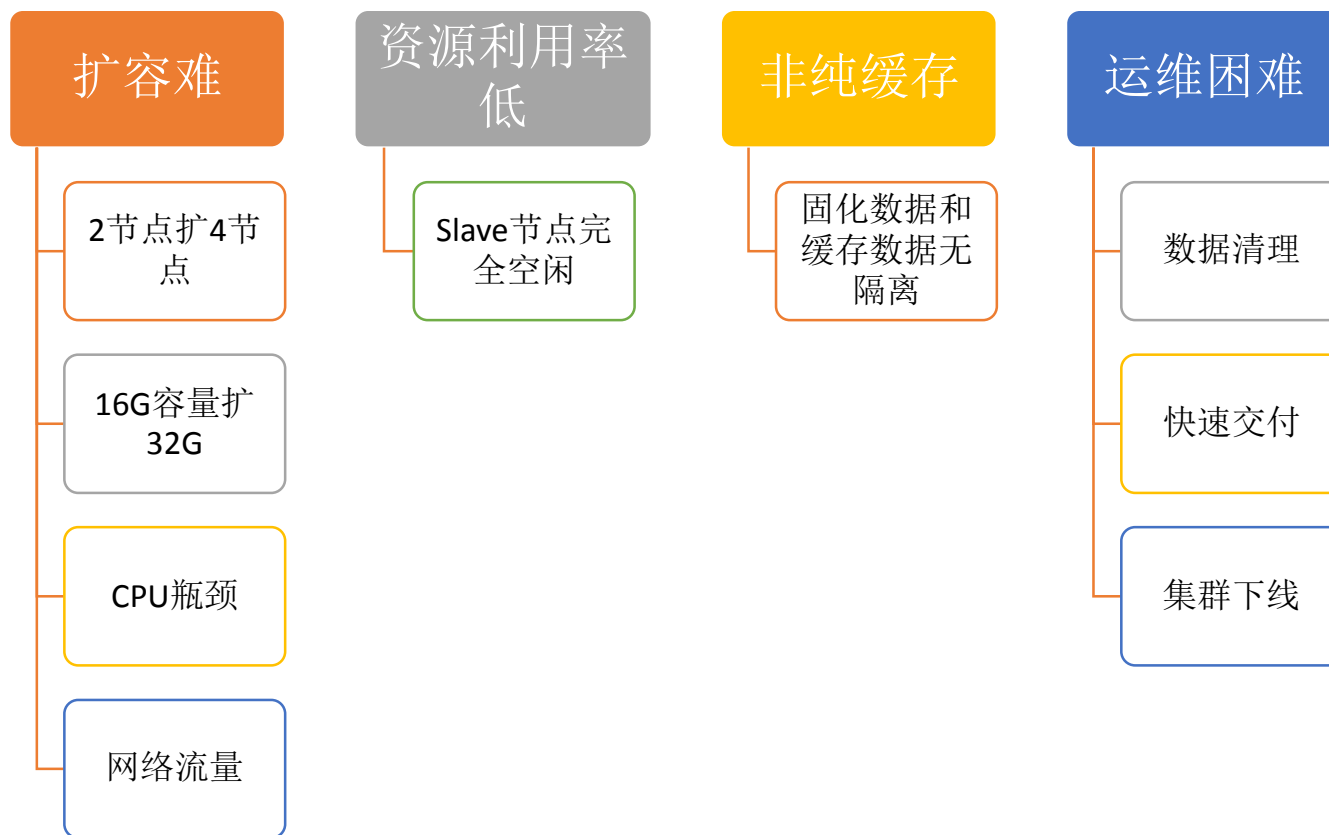 扩容难
2节点扩4节
点
16G容量扩
32G
CPU瓶颈
网络流量
资源利用率
低
Slave节点完
全空闲
非纯缓存
固化数据和
缓存数据无
隔离
运维困难
数据清理
快速交付
集群下线